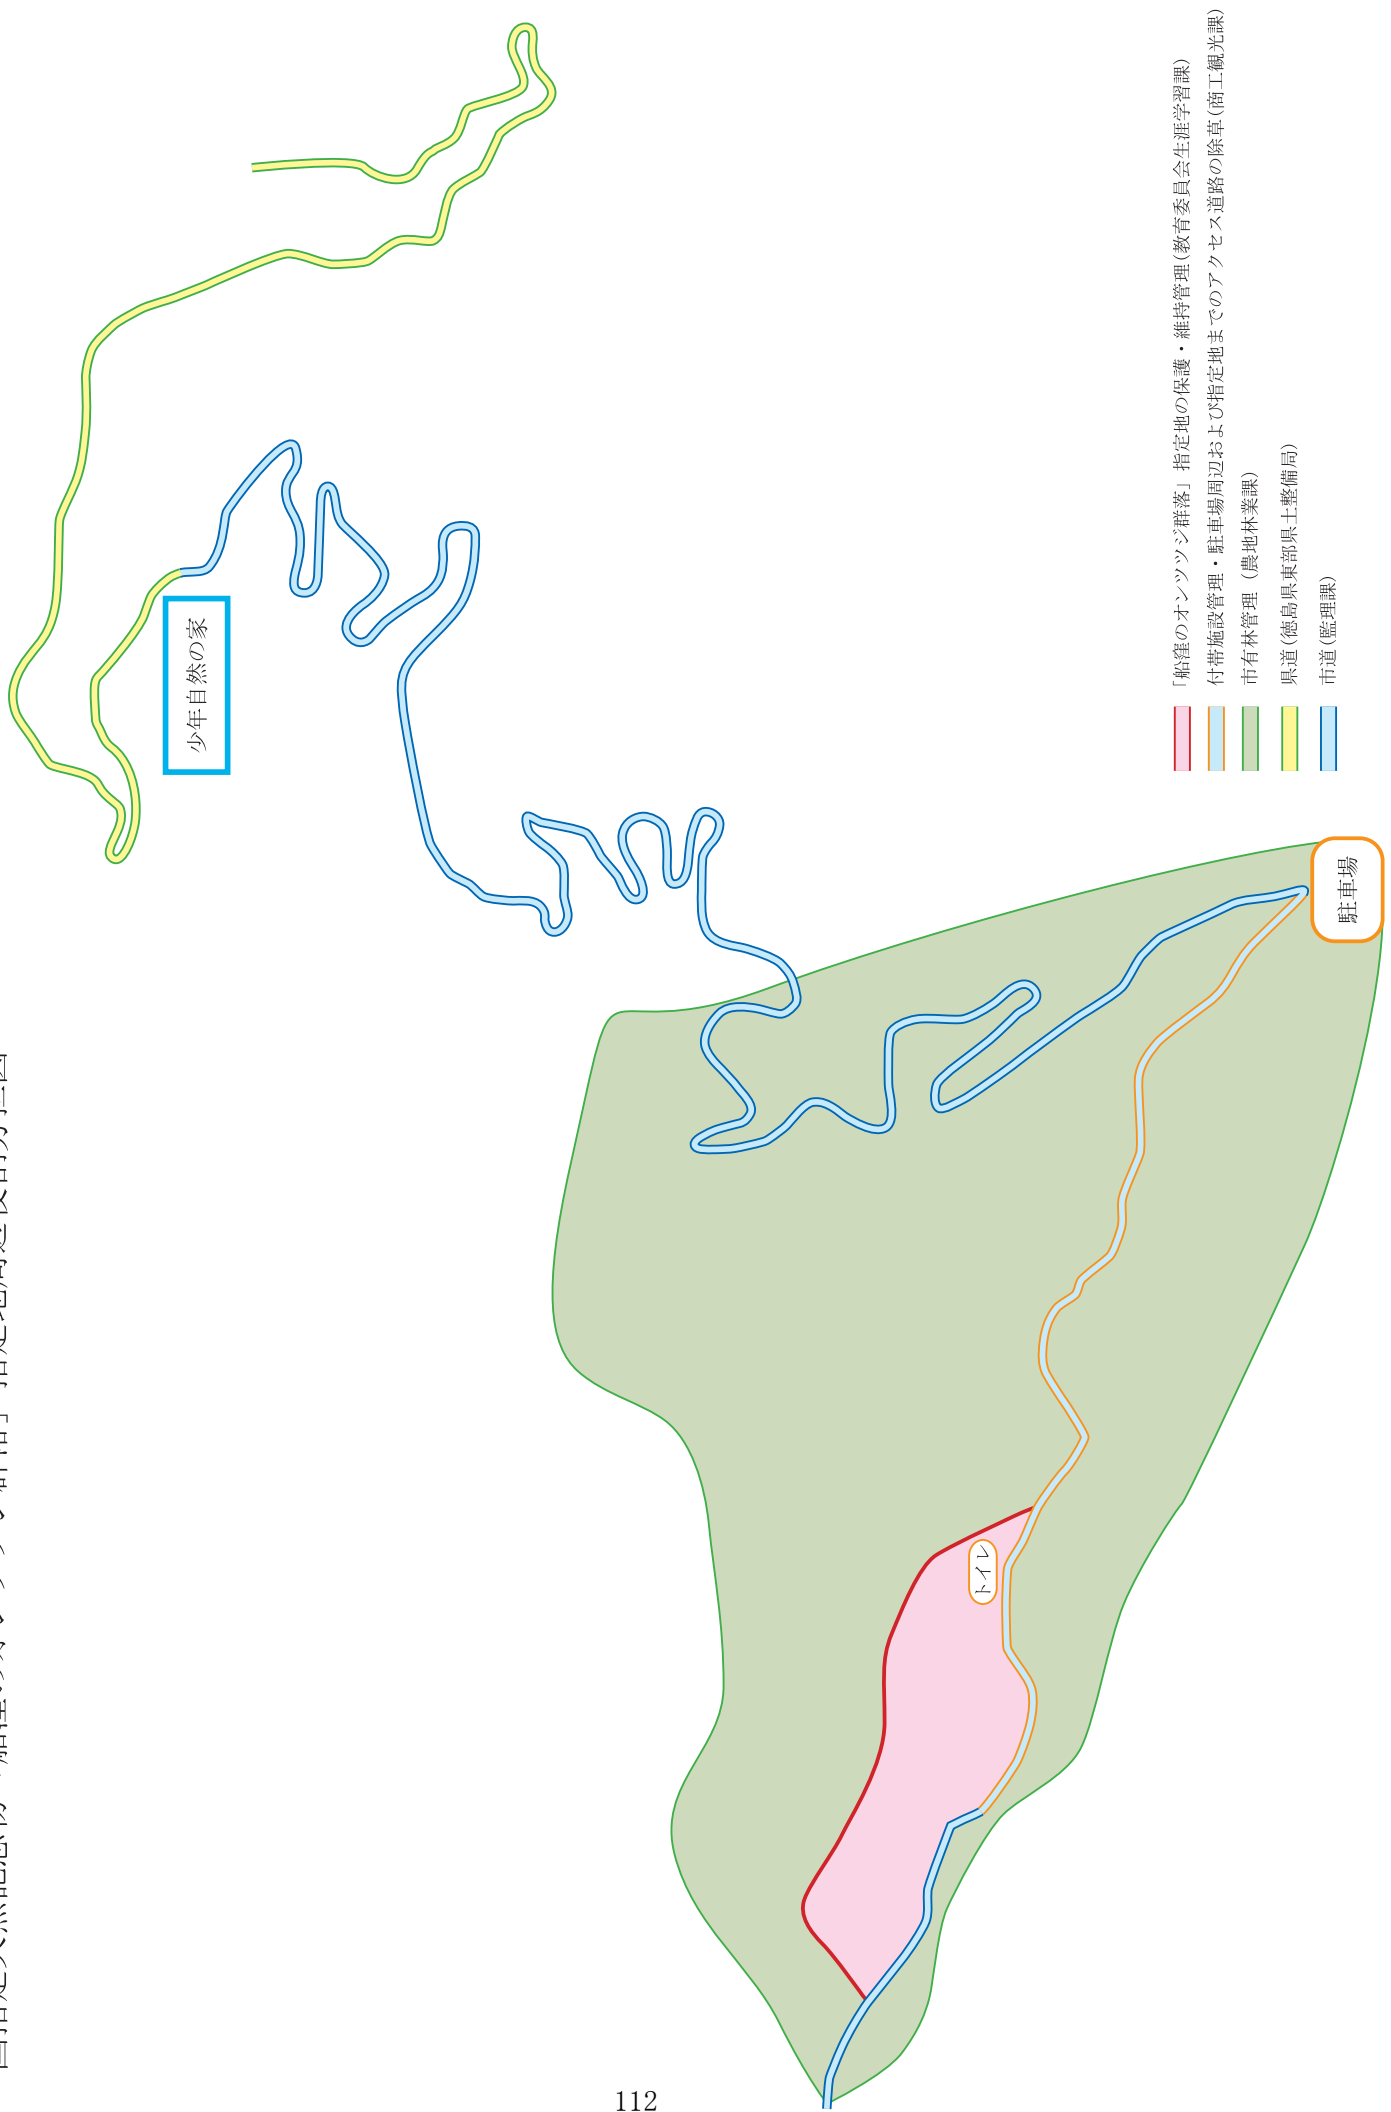 少年自然の家
「船窪のオンツツジ群落」指定地の保護・維持管理(教育委員会生涯学習課)
付帯施設管理・駐車場周辺および指定地までのアクセス道路の除草(商工観光課)
市有林管理（農地林業課)
県道(徳島県東部県土整備局)
市道(監理課)
駐車場
トイレ
112